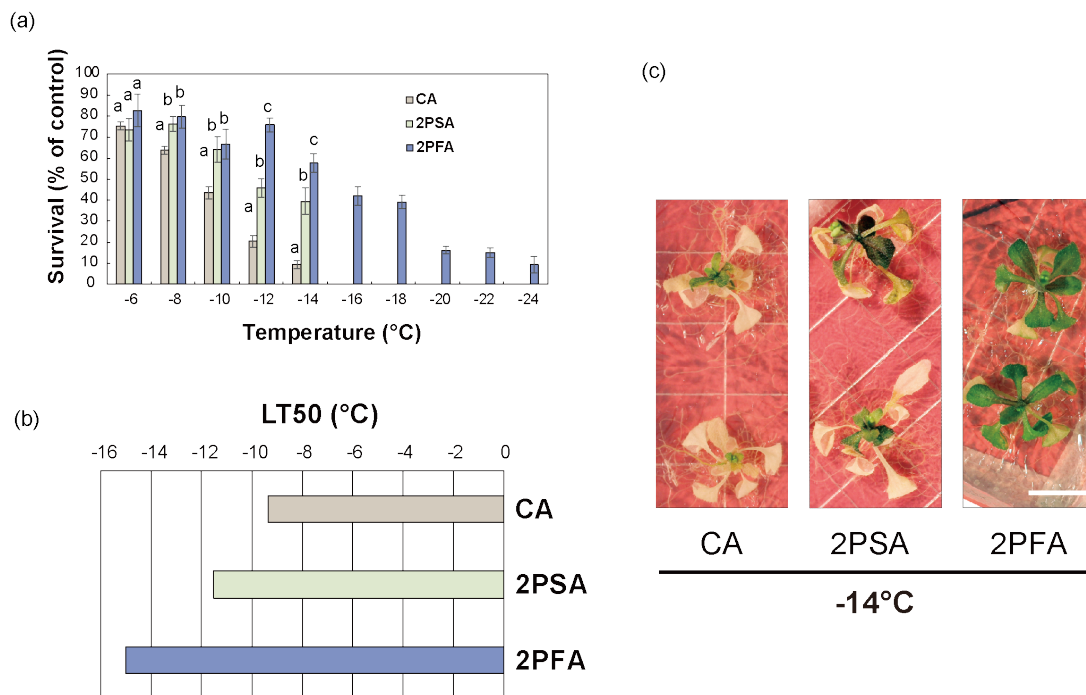 (a)
Survival (% of control)
100
90
80
70
60
50
40
30
20
10
0
a a a
a b b
a b b
a b c
a b c
CA
2PSA
2PFA
-6 -8 -10 -12 -14 -16 -18 -20 -22 -24
Temperature (°C)
(b)
LT50 (°C)
-16 -14 -12 -10 -8 -6 -4 -2 0
CA
2PSA
2PFA
(c)
CA 2PSA 2PFA
-14°C